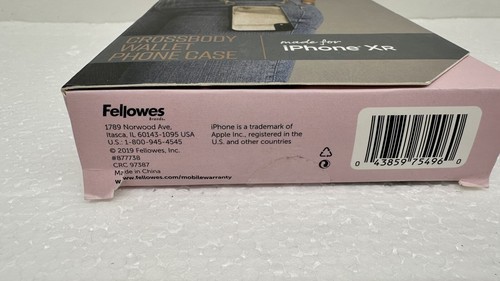 CROSSBODY
WALLET
PHONE CASE
made for
iPhone XR
Fellowes
Brands
1789 Norwood Ave,
Itasca, IL 60143-1095 USA
U.S.: 1-800-945-4545
© 2019 Fellowes, Inc.
#877738
CRC 97387
Made in China
www.fellowes.com/mobilewarranty
iPhone is a trademark of
Apple Inc., registered in the
U.S. and other countries
0 43859 75496 0